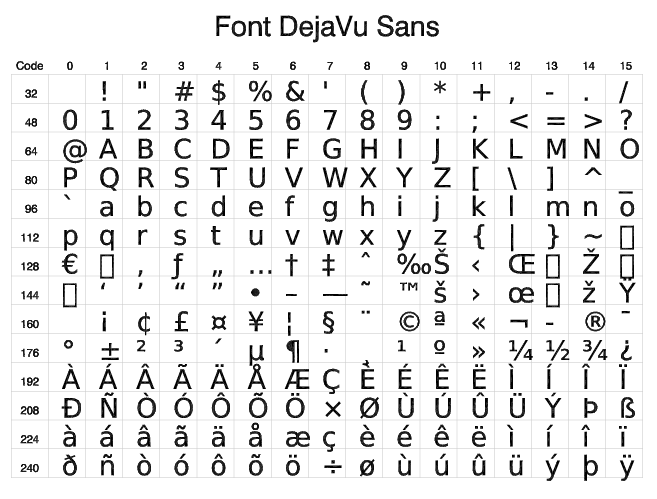 Font DejaVu Sans
Code 0 1 2 3 4 5 6 7 8 9 10 11 12 13 14 15
32 ! " # $ % & ' ( ) * + , - . /
48 0 1 2 3 4 5 6 7 8 9 : ; < = > ?
64 @ A B C D E F G H I J K L M N O
80 P Q R S T U V W X Y Z [ \ ] ^ _
96 ` a b c d e f g h i j k l m n o
112 p q r s t u v w x y z { | } ~ □
128 € □ ‚ ƒ „ … † ‡ ˆ ‰ Š ‹ Œ □ Ž □
144 □ ‘ ’ “ ” • – — ˜ ™ š › œ □ ž Ÿ
160 ¡ ¢ £ ¤ ¥ ¦ § ¨ © ª « ¬ - ® ¯
176 ° ± ² ³ ´ µ ¶ · ¸ ¹ º » ¼ ½ ¾ ¿
192 À Á Â Ã Ä Å Æ Ç È É Ê Ë Ì Í Î Ï
208 Ð Ñ Ò Ó Ô Õ Ö × Ø Ù Ú Û Ü Ý Þ ß
224 à á â ã ä å æ ç è é ê ë ì í î ï
240 ð ñ ò ó ô õ ö ÷ ø ù ú û ü ý þ ÿ